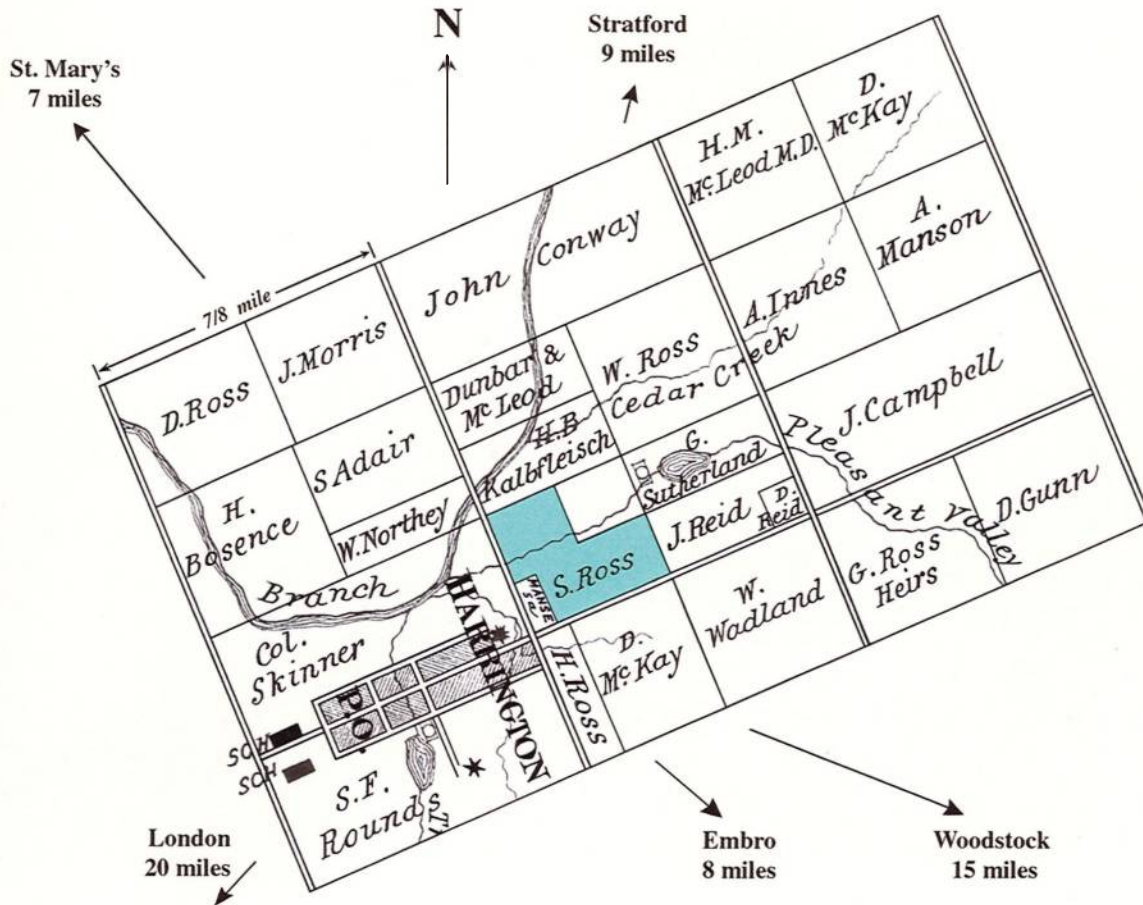 N
Stratford
9 miles
St. Mary's
7 miles
D.
McKay
H.M.
McLeod M.D.
A.
Manson
John Conway
7/8 mile
J. Morris
D. Ross
A. Innes
W. Ross
Cedar Creek
Dunbar &
McLeod
H.B
Kalbfleisch
S Adair
W. Northey
H.
Bosence
G.
Sutherland
J. Campbell
Pleasant Valley
D. Gunn
J. Reid
D.
Reid
S. Ross
MANSE
G. Ross
Heirs
W.
Wadland
D.
McKay
H. Ross
Branch
HARRINGTON
Col.
Skinner
P.O.
SCH
SCH
S.F.
Rounds
London
20 miles
Embro
8 miles
Woodstock
15 miles